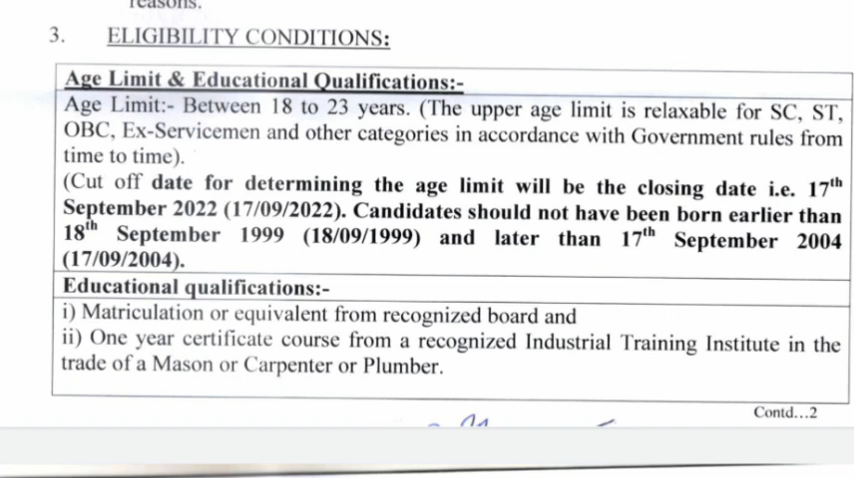 reasons.
3. ELIGIBILITY CONDITIONS:
Age Limit & Educational Qualifications:-
Age Limit:- Between 18 to 23 years. (The upper age limit is relaxable for SC, ST,
OBC, Ex-Servicemen and other categories in accordance with Government rules from
time to time).
(Cut off date for determining the age limit will be the closing date i.e. 17th
September 2022 (17/09/2022). Candidates should not have been born earlier than
18th September 1999 (18/09/1999) and later than 17th September 2004
(17/09/2004).
Educational qualifications:-
i) Matriculation or equivalent from recognized board and
ii) One year certificate course from a recognized Industrial Training Institute in the
trade of a Mason or Carpenter or Plumber.
Contd...2